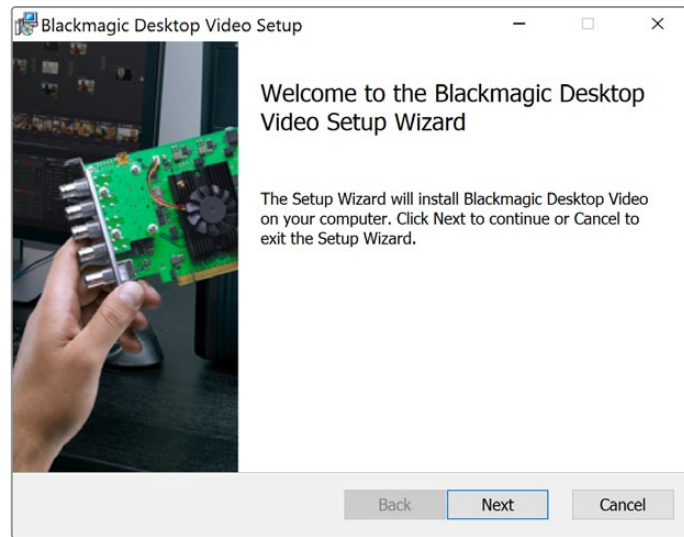 Blackmagic Desktop Video Setup
Welcome to the Blackmagic Desktop
Video Setup Wizard
The Setup Wizard will install Blackmagic Desktop Video
on your computer. Click Next to continue or Cancel to
exit the Setup Wizard.
Back
Next
Cancel